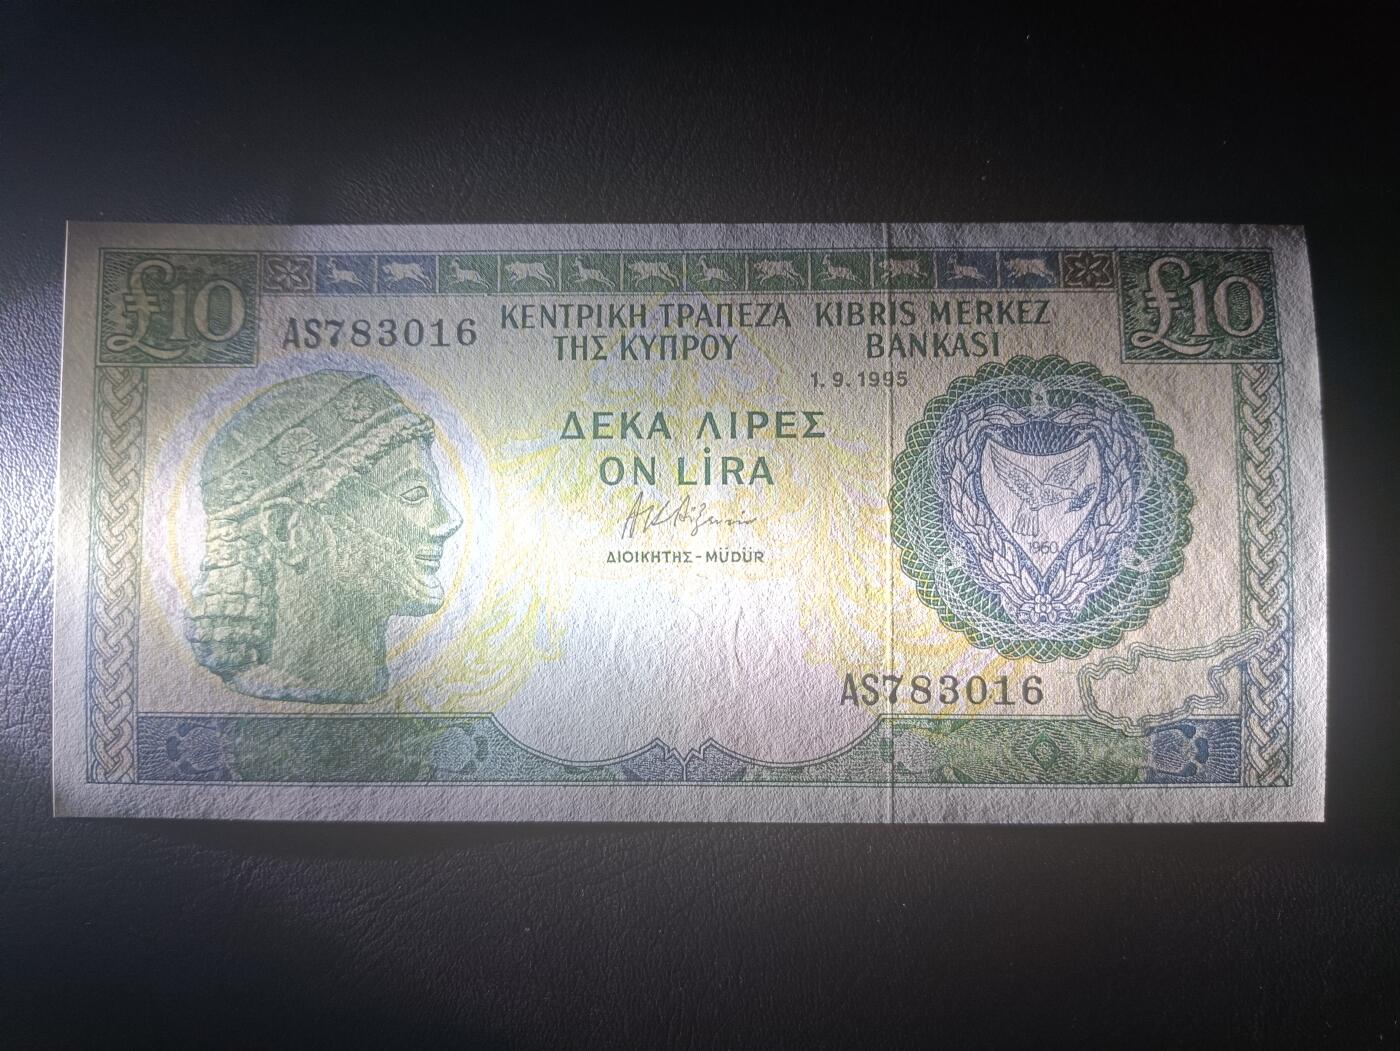 £10
£10
AS783016
ΚΕΝΤΡΙΚΗ ΤΡΑΠΕΖΑ
ΤΗΣ ΚΥΠΡΟΥ
KIBRIS MERKEZ
BANKASI
1.9.1995
ΔΕΚΑ ΛΙΡΕΣ
ON LİRA
ΔΙΟΙΚΗΤΗΣ - MÜDÜR
1960
AS783016